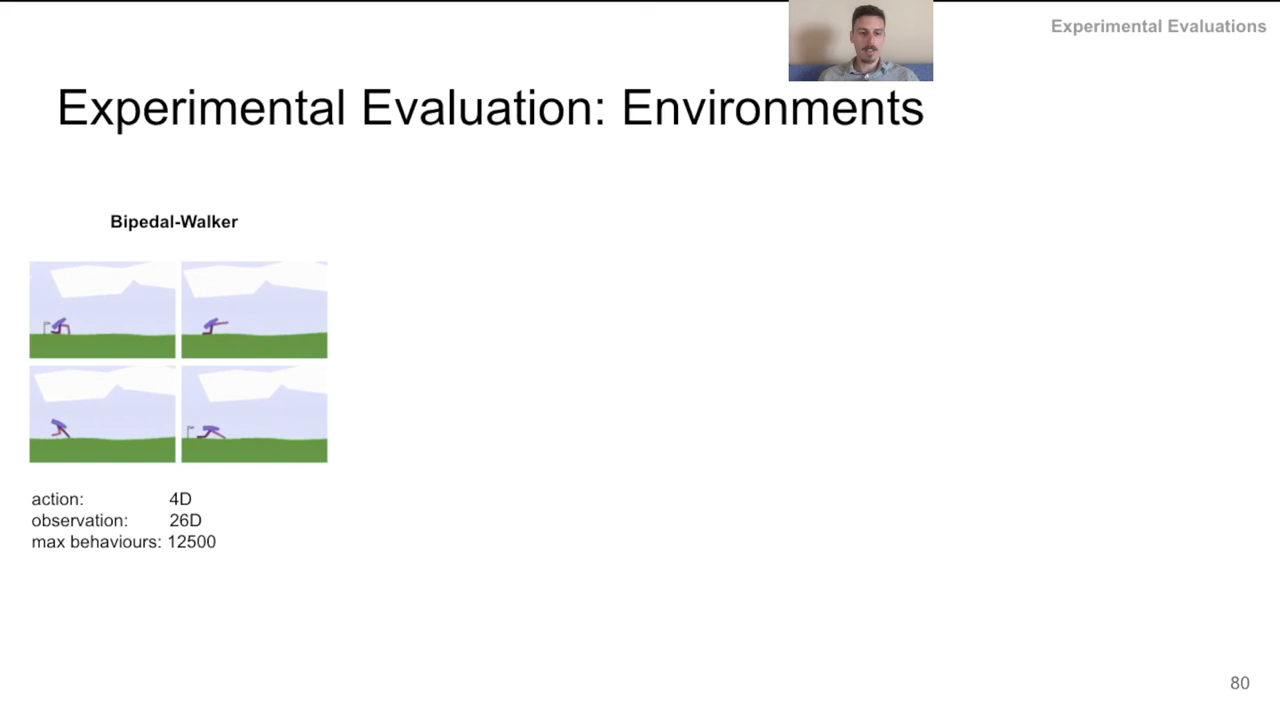 Experimental Evaluations
Experimental Evaluation: Environments
Bipedal-Walker
action: 4D
observation: 26D
max behaviours: 12500
80